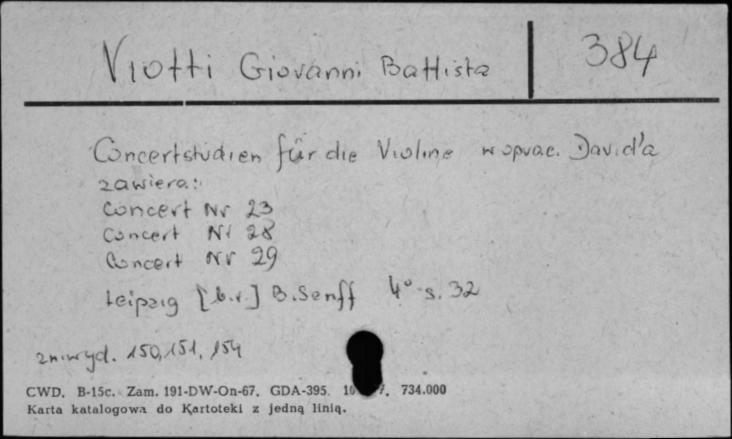 Viotti Giovanni Battista 384
Concertstudien für die Violine w oprac. David'a
zawiera:
Concert Nr 23
Concert Nr 28
Concert Nr 29
Leipzig [b.r.] B. Senff 4° s. 32
zn. wyd. 150, 151, 154
CWD. B-15c. Zam. 191-DW-On-67. GDA-395. 734.000
Karta katalogowa do Kartoteki z jedną linią.